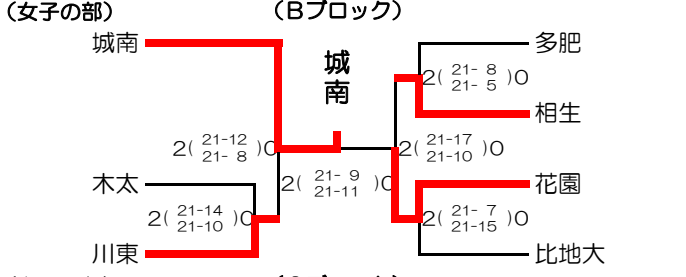 （女子の部）
（Bブロック）
城南
多肥
城南
2( 21- 8 21- 5 )0
相生
2( 21-12 21- 8 )0
2( 21-17 21-10 )0
木太
2( 21- 9 21-11 )0
花園
2( 21-14 21-10 )0
2( 21- 7 21-15 )0
川東
比地大